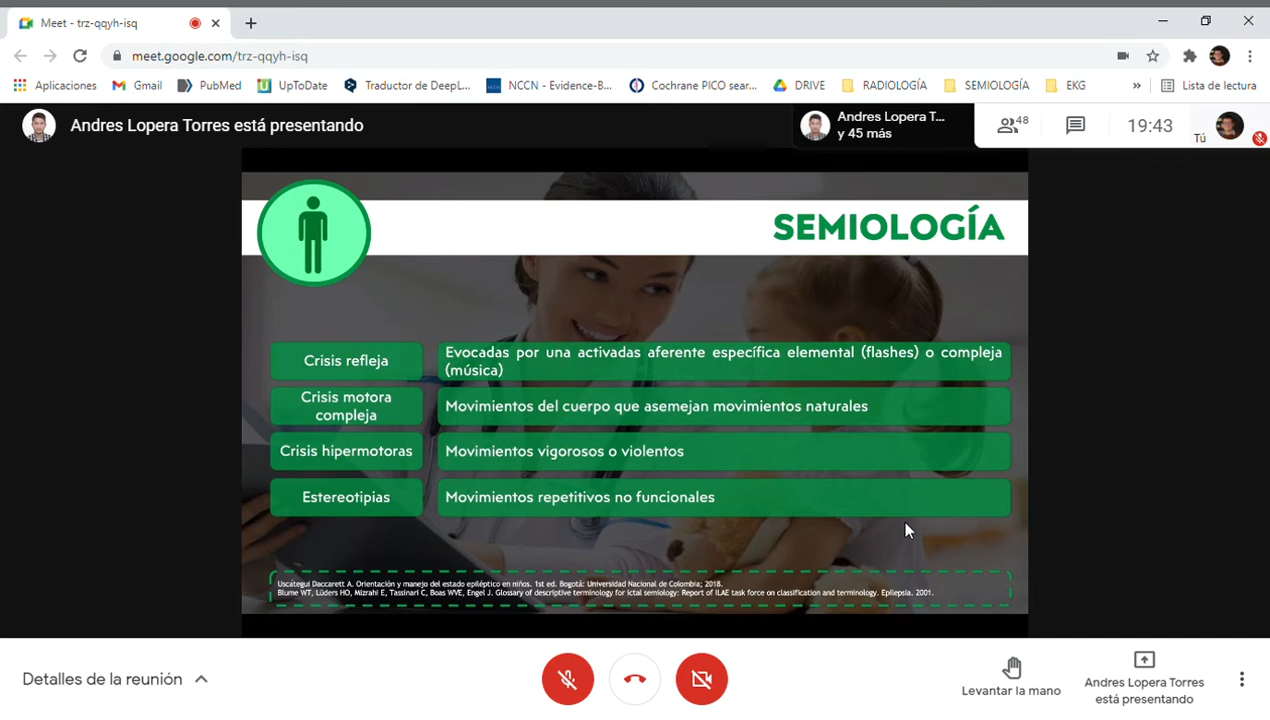 Meet - trz-qqyh-isq
meet.google.com/trz-qqyh-isq
Aplicaciones
Gmail
PubMed
UpToDate
Traductor de DeepL...
NCCN - Evidence-B...
Cochrane PICO sear...
DRIVE
RADIOLOGÍA
SEMIOLOGÍA
EKG
»
Lista de lectura
Andres Lopera Torres está presentando
Andres Lopera T...
y 45 más
48
19:43
Tú
SEMIOLOGÍA
Crisis refleja
Evocadas por una activadas aferente específica elemental (flashes) o compleja
(música)
Crisis motora
compleja
Movimientos del cuerpo que asemejan movimientos naturales
Crisis hipermotoras
Movimientos vigorosos o violentos
Estereotipias
Movimientos repetitivos no funcionales
Uscátegui Daccarett A. Orientación y manejo del estado epiléptico en niños. 1st ed. Bogotá: Universidad Nacional de Colombia; 2018.
Blume WT, Lüders HO, Mizrahi E, Tassinari C, Boas WVE, Engel J. Glossary of descriptive terminology for ictal semiology: Report of ILAE task force on classification and terminology. Epilepsia. 2001.
Detalles de la reunión
Levantar la mano
Andres Lopera Torres
está presentando